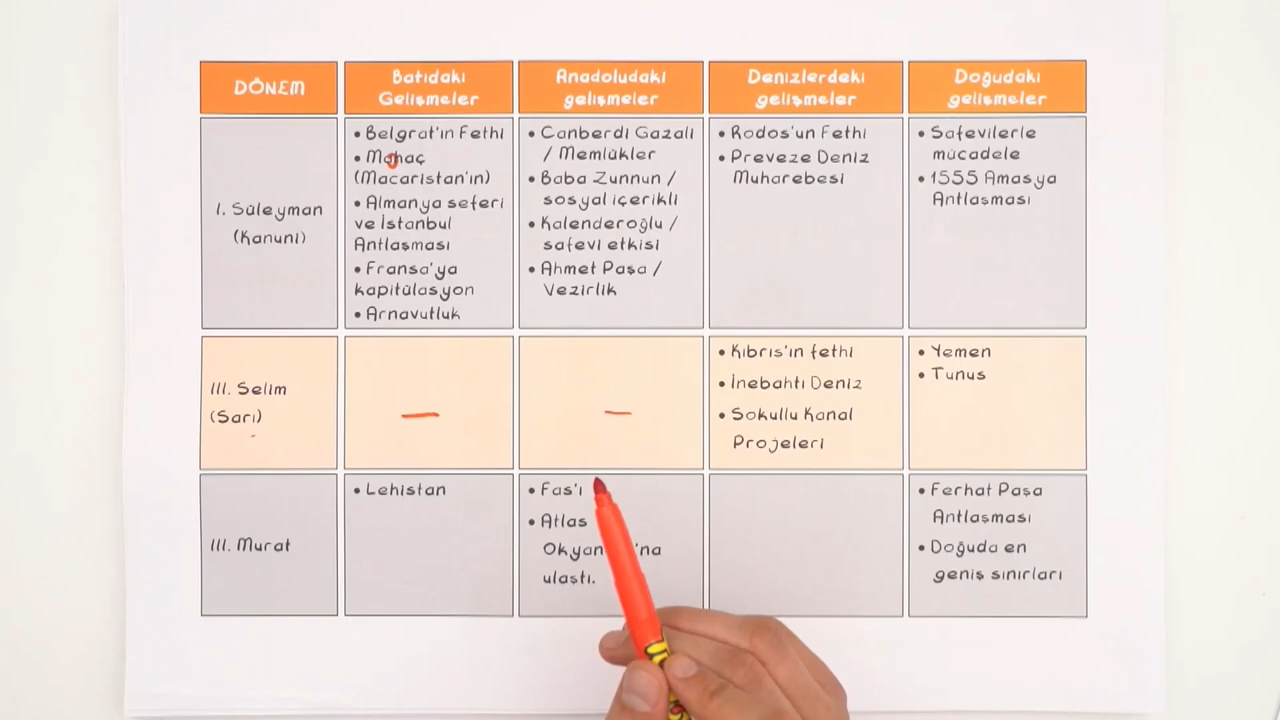 DÖNEM
Batıdaki
Gelişmeler
Anadoludaki
gelişmeler
Denizlerdeki
gelişmeler
Doğudaki
gelişmeler
I. Süleyman
(Kanuni)
• Belgrat'ın Fethi
• Mohaç
(Macaristan'ın)
• Almanya seferi
ve İstanbul
Antlaşması
• Fransa'ya
kapitülasyon
• Arnavutluk
• Canberdi Gazali
/ Memlükler
• Baba Zunnun /
sosyal içerikli
• Kalenderoğlu /
safevi etkisi
• Ahmet Paşa /
Vezirlik
• Rodos'un Fethi
• Preveze Deniz
Muharebesi
• Safevilerle
mücadele
• 1555 Amasya
Antlaşması
III. Selim
(Sarı)
• Kıbrıs'ın fethi
• İnebahtı Deniz
• Sokullu Kanal
Projeleri
• Yemen
• Tunus
III. Murat
• Lehistan
• Fas'ı
• Atlas
ulaştı.
• Ferhat Paşa
Antlaşması
• Doğuda en
geniş sınırları